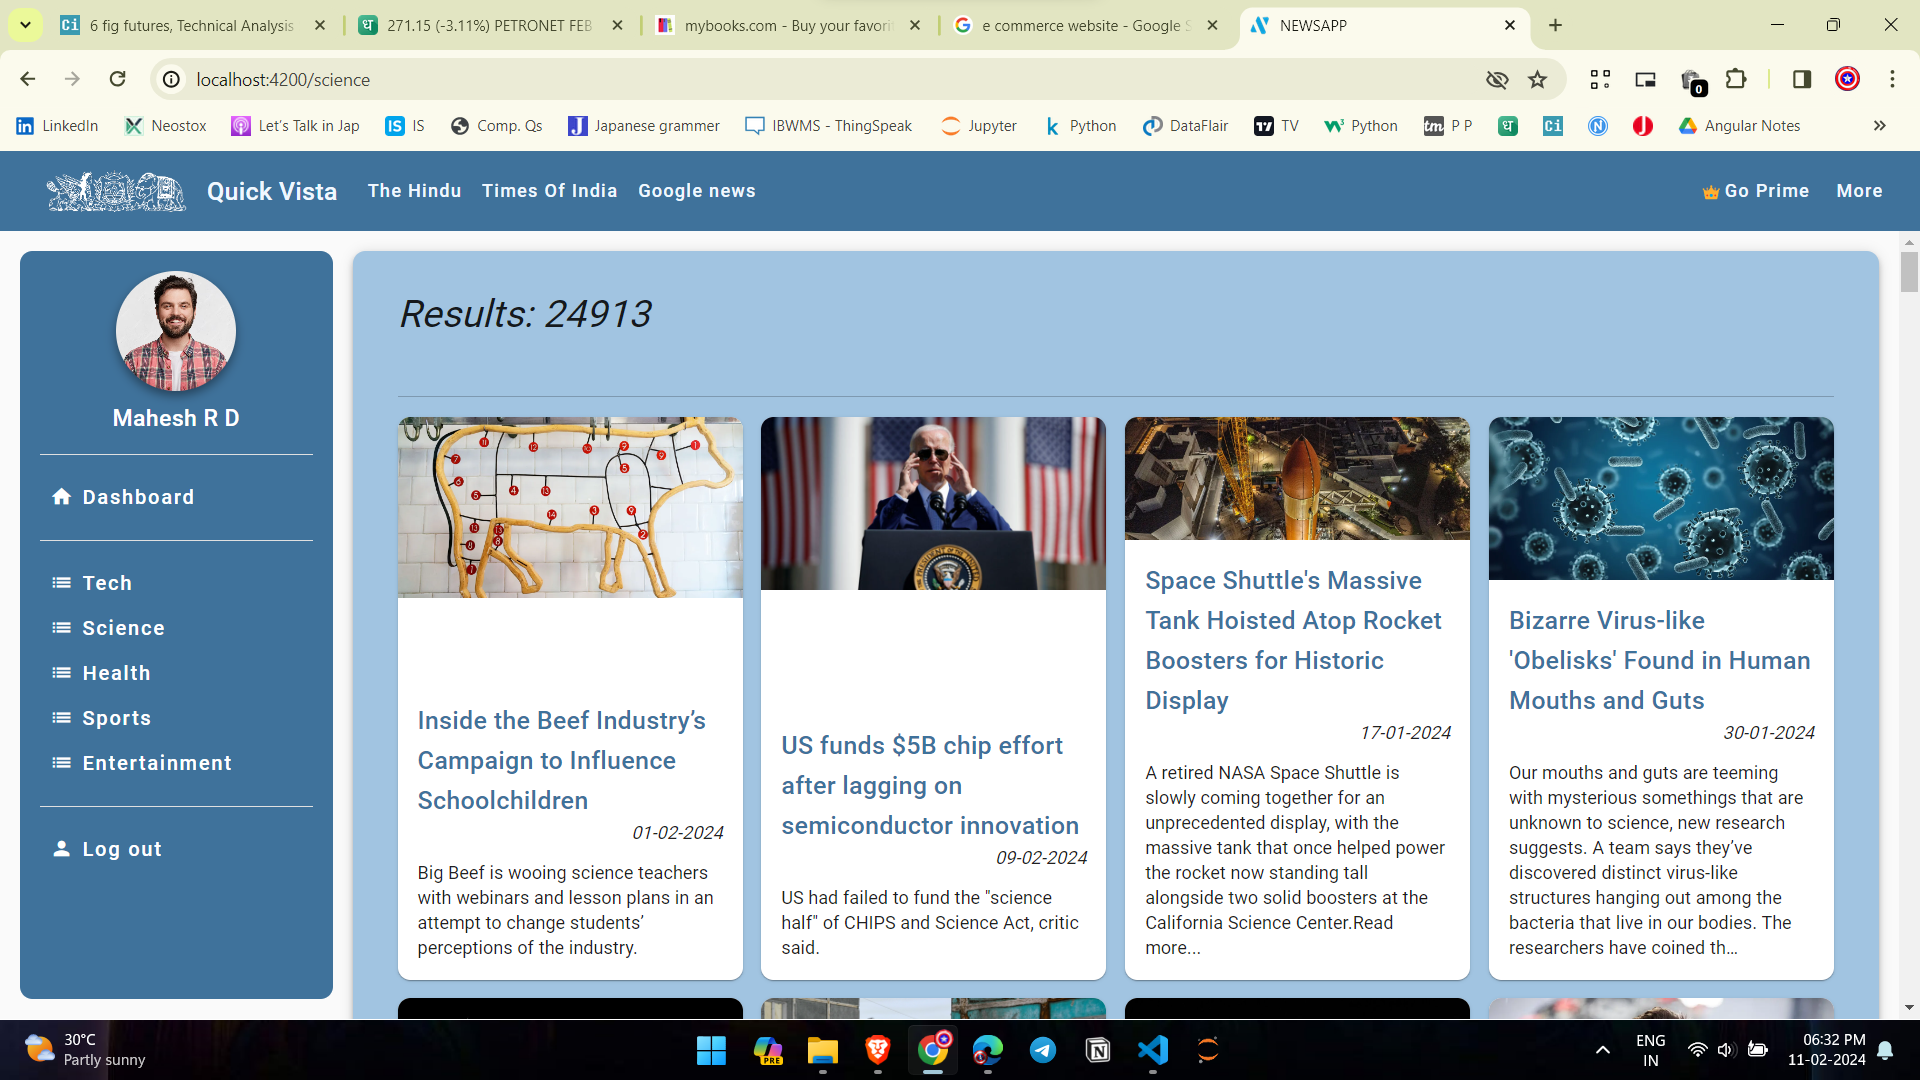 6 fig futures, Technical Analysis
271.15 (-3.11%) PETRONET FEB
mybooks.com - Buy your favori
e commerce website - Google S
NEWSAPP
localhost:4200/science
0
LinkedIn
Neostox
Let's Talk in Jap
IS
IS
Comp. Qs
Japanese grammer
IBWMS - ThingSpeak
Jupyter
Python
DataFlair
TV
Python
tm
P P
Ci
Angular Notes
Quick Vista
The Hindu
Times Of India
Google news
Go Prime
More
Mahesh R D
Dashboard
Tech
Science
Health
Sports
Entertainment
Log out
Results: 24913
Inside the Beef Industry’s
Campaign to Influence
Schoolchildren
01-02-2024
Big Beef is wooing science teachers
with webinars and lesson plans in an
attempt to change students’
perceptions of the industry.
US funds $5B chip effort
after lagging on
semiconductor innovation
09-02-2024
US had failed to fund the "science
half" of CHIPS and Science Act, critic
said.
Space Shuttle's Massive
Tank Hoisted Atop Rocket
Boosters for Historic
Display
17-01-2024
A retired NASA Space Shuttle is
slowly coming together for an
unprecedented display, with the
massive tank that once helped power
the rocket now standing tall
alongside two solid boosters at the
California Science Center.Read
more...
Bizarre Virus-like
'Obelisks' Found in Human
Mouths and Guts
30-01-2024
Our mouths and guts are teeming
with mysterious somethings that are
unknown to science, new research
suggests. A team says they’ve
discovered distinct virus-like
structures hanging out among the
bacteria that live in our bodies. The
researchers have coined th…
30°C
Partly sunny
PRE
ENG
IN
06:32 PM
11-02-2024